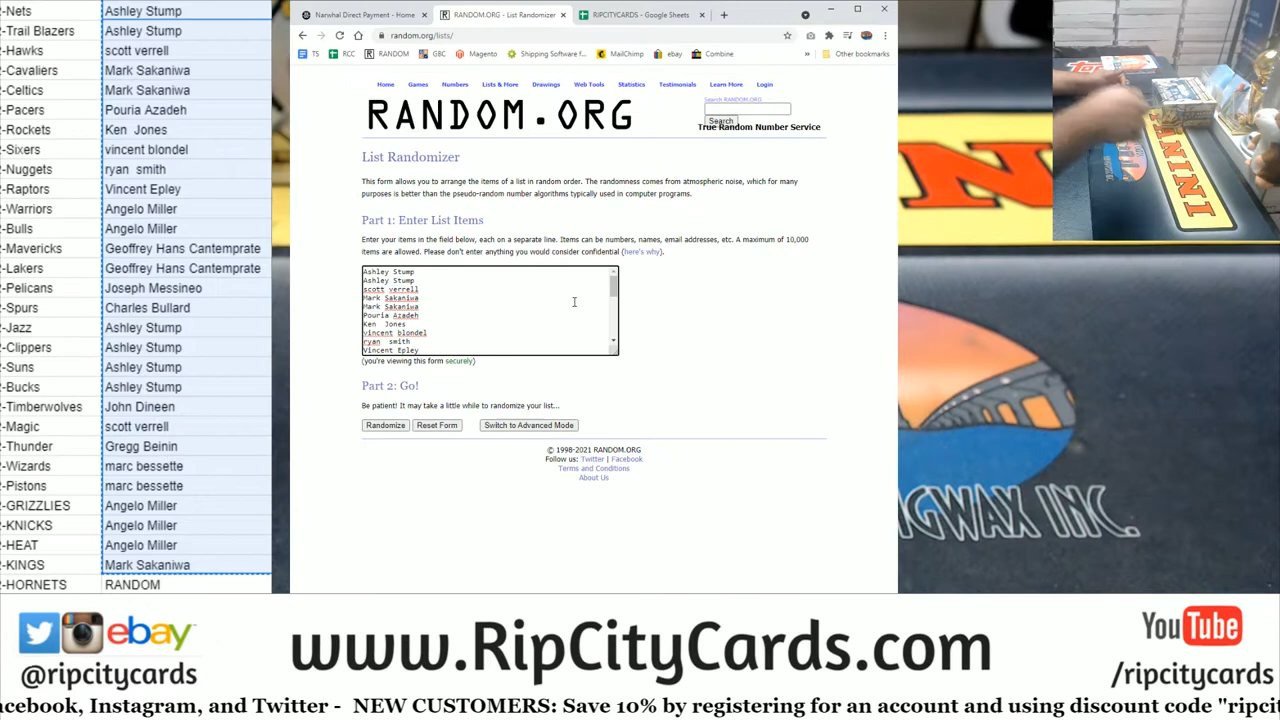 -Nets Ashley Stump
-Trail Blazers Ashley Stump
-Hawks scott verrell
-Cavaliers Mark Sakaniwa
-Celtics Mark Sakaniwa
Pouria Azadeh
-Rockets Ken Jones
-Sixers vincent blondel
-Nuggets ryan smith
-Raptors Vincent Epley
-Warriors Angelo Miller
-Bulls Angelo Miller
-Mavericks Geoffrey Hans Cantemprate
-Lakers Geoffrey Hans Cantemprate
-Pelicans Joseph Messineo
-Spurs Charles Bullard
-Jazz Ashley Stump
-Clippers Ashley Stump
-Suns Ashley Stump
-Bucks Ashley Stump
-Timberwolves John Dineen
-Magic scott verrell
-Thunder Gregg Beinin
-Wizards marc bessette
-Pistons marc bessette
-GRIZZLIES Angelo Miller
-KNICKS Angelo Miller
-HEAT Angelo Miller
-KINGS Mark Sakaniwa
-HORNETS RANDOM
Narwhal Direct Payment - Home
RANDOM.ORG - List Randomizer
RIPCITYCARDS - Google Sheets
random.org/lists/
TS RCC RANDOM GBC Magento Shipping Software f... MailChimp ebay Combine » Other bookmarks
Home Games Numbers Lists & More Drawings Web Tools Statistics Testimonials Learn More Login
RANDOM.ORG
Search RANDOM.ORG
Search
True Random Number Service
List Randomizer
This form allows you to arrange the items of a list in random order. The randomness comes from atmospheric noise, which for many
purposes is better than the pseudo-random number algorithms typically used in computer programs.
Part 1: Enter List Items
Enter your items in the field below, each on a separate line. Items can be numbers, names, email addresses, etc. A maximum of 10,000
items are allowed. Please don't enter anything you would consider confidential (here's why).
Ashley Stump
Ashley Stump
scott verrell
Mark Sakaniwa
Mark Sakaniwa
Pouria Azadeh
Ken Jones
vincent blondel
ryan smith
Vincent Epley
(you're viewing this form securely)
Part 2: Go!
Be patient! It may take a little while to randomize your list...
Randomize Reset Form Switch to Advanced Mode
© 1998-2021 RANDOM.ORG
Follow us: Twitter | Facebook
Terms and Conditions
About Us
NINI
NGWAX INC.
ebay
@ripcitycards
www.RipCityCards.com
YouTube
/ripcitycards
acebook, Instagram, and Twitter - NEW CUSTOMERS: Save 10% by registering for an account and using discount code "ripci